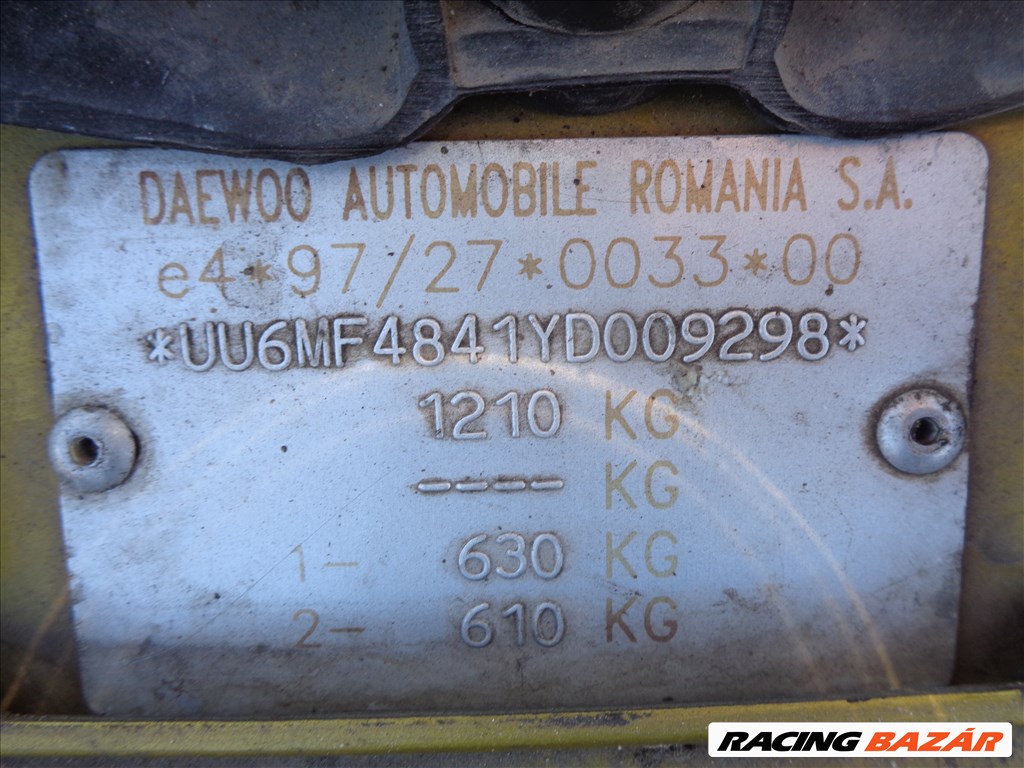 DAEWOO AUTOMOBILE ROMANIA S.A.
e4*97/27*0033*00
*UU6MF4841YD009298*
1210 KG
---- KG
1- 630 KG
2- 610 KG
RACING BAZÁR